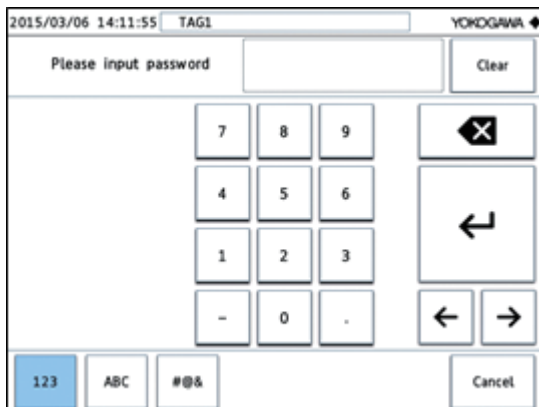 2015/03/06 14:11:55 TAG1 YOKOGAWA
Please input password Clear
7 8 9
4 5 6
1 2 3
- 0 .
123 ABC #@& Cancel